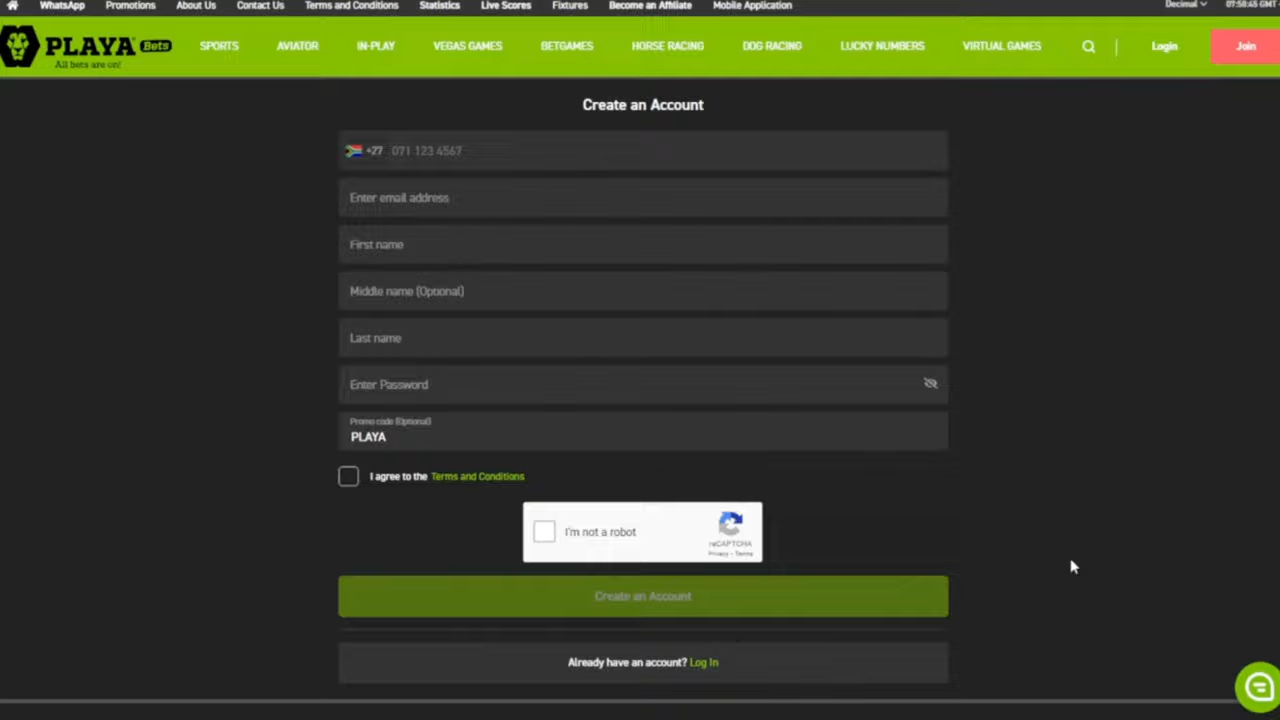 WhatsApp Promotions About Us Contact Us Terms and Conditions Statistics Live Scores Fixtures Become an Affiliate Mobile Application Decimal 07:58:45 GMT
PLAYA Bets SPORTS AVIATOR IN-PLAY VEGAS GAMES BETGAMES HORSE RACING DOG RACING LUCKY NUMBERS VIRTUAL GAMES Login Join
All bets are on!
Create an Account
+27 071 123 4567
Enter email address
First name
Middle name (Optional)
Last name
Enter Password
Promo code (Optional)
PLAYA
I agree to the Terms and Conditions
I'm not a robot
reCAPTCHA
Privacy - Terms
Create an Account
Already have an account? Log In